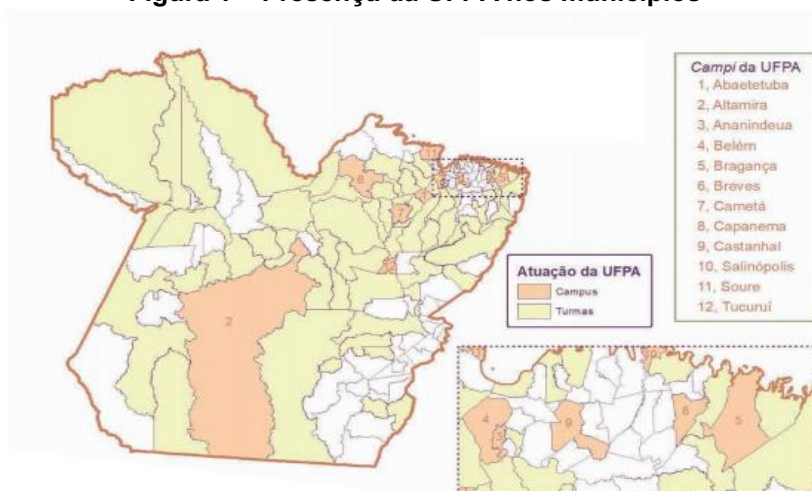 Figura 1 – Presença da UFPA nos municípios
Campi da UFPA
1, Abaetetuba
2, Altamira
3, Ananindeua
4, Belém
5, Bragança
6, Breves
7, Cametá
8, Capanema
9, Castanhal
10, Salinópolis
11, Soure
12, Tucuruí
Atuação da UFPA
Campus
Turmas
6
7
2
4
3
9
8
5